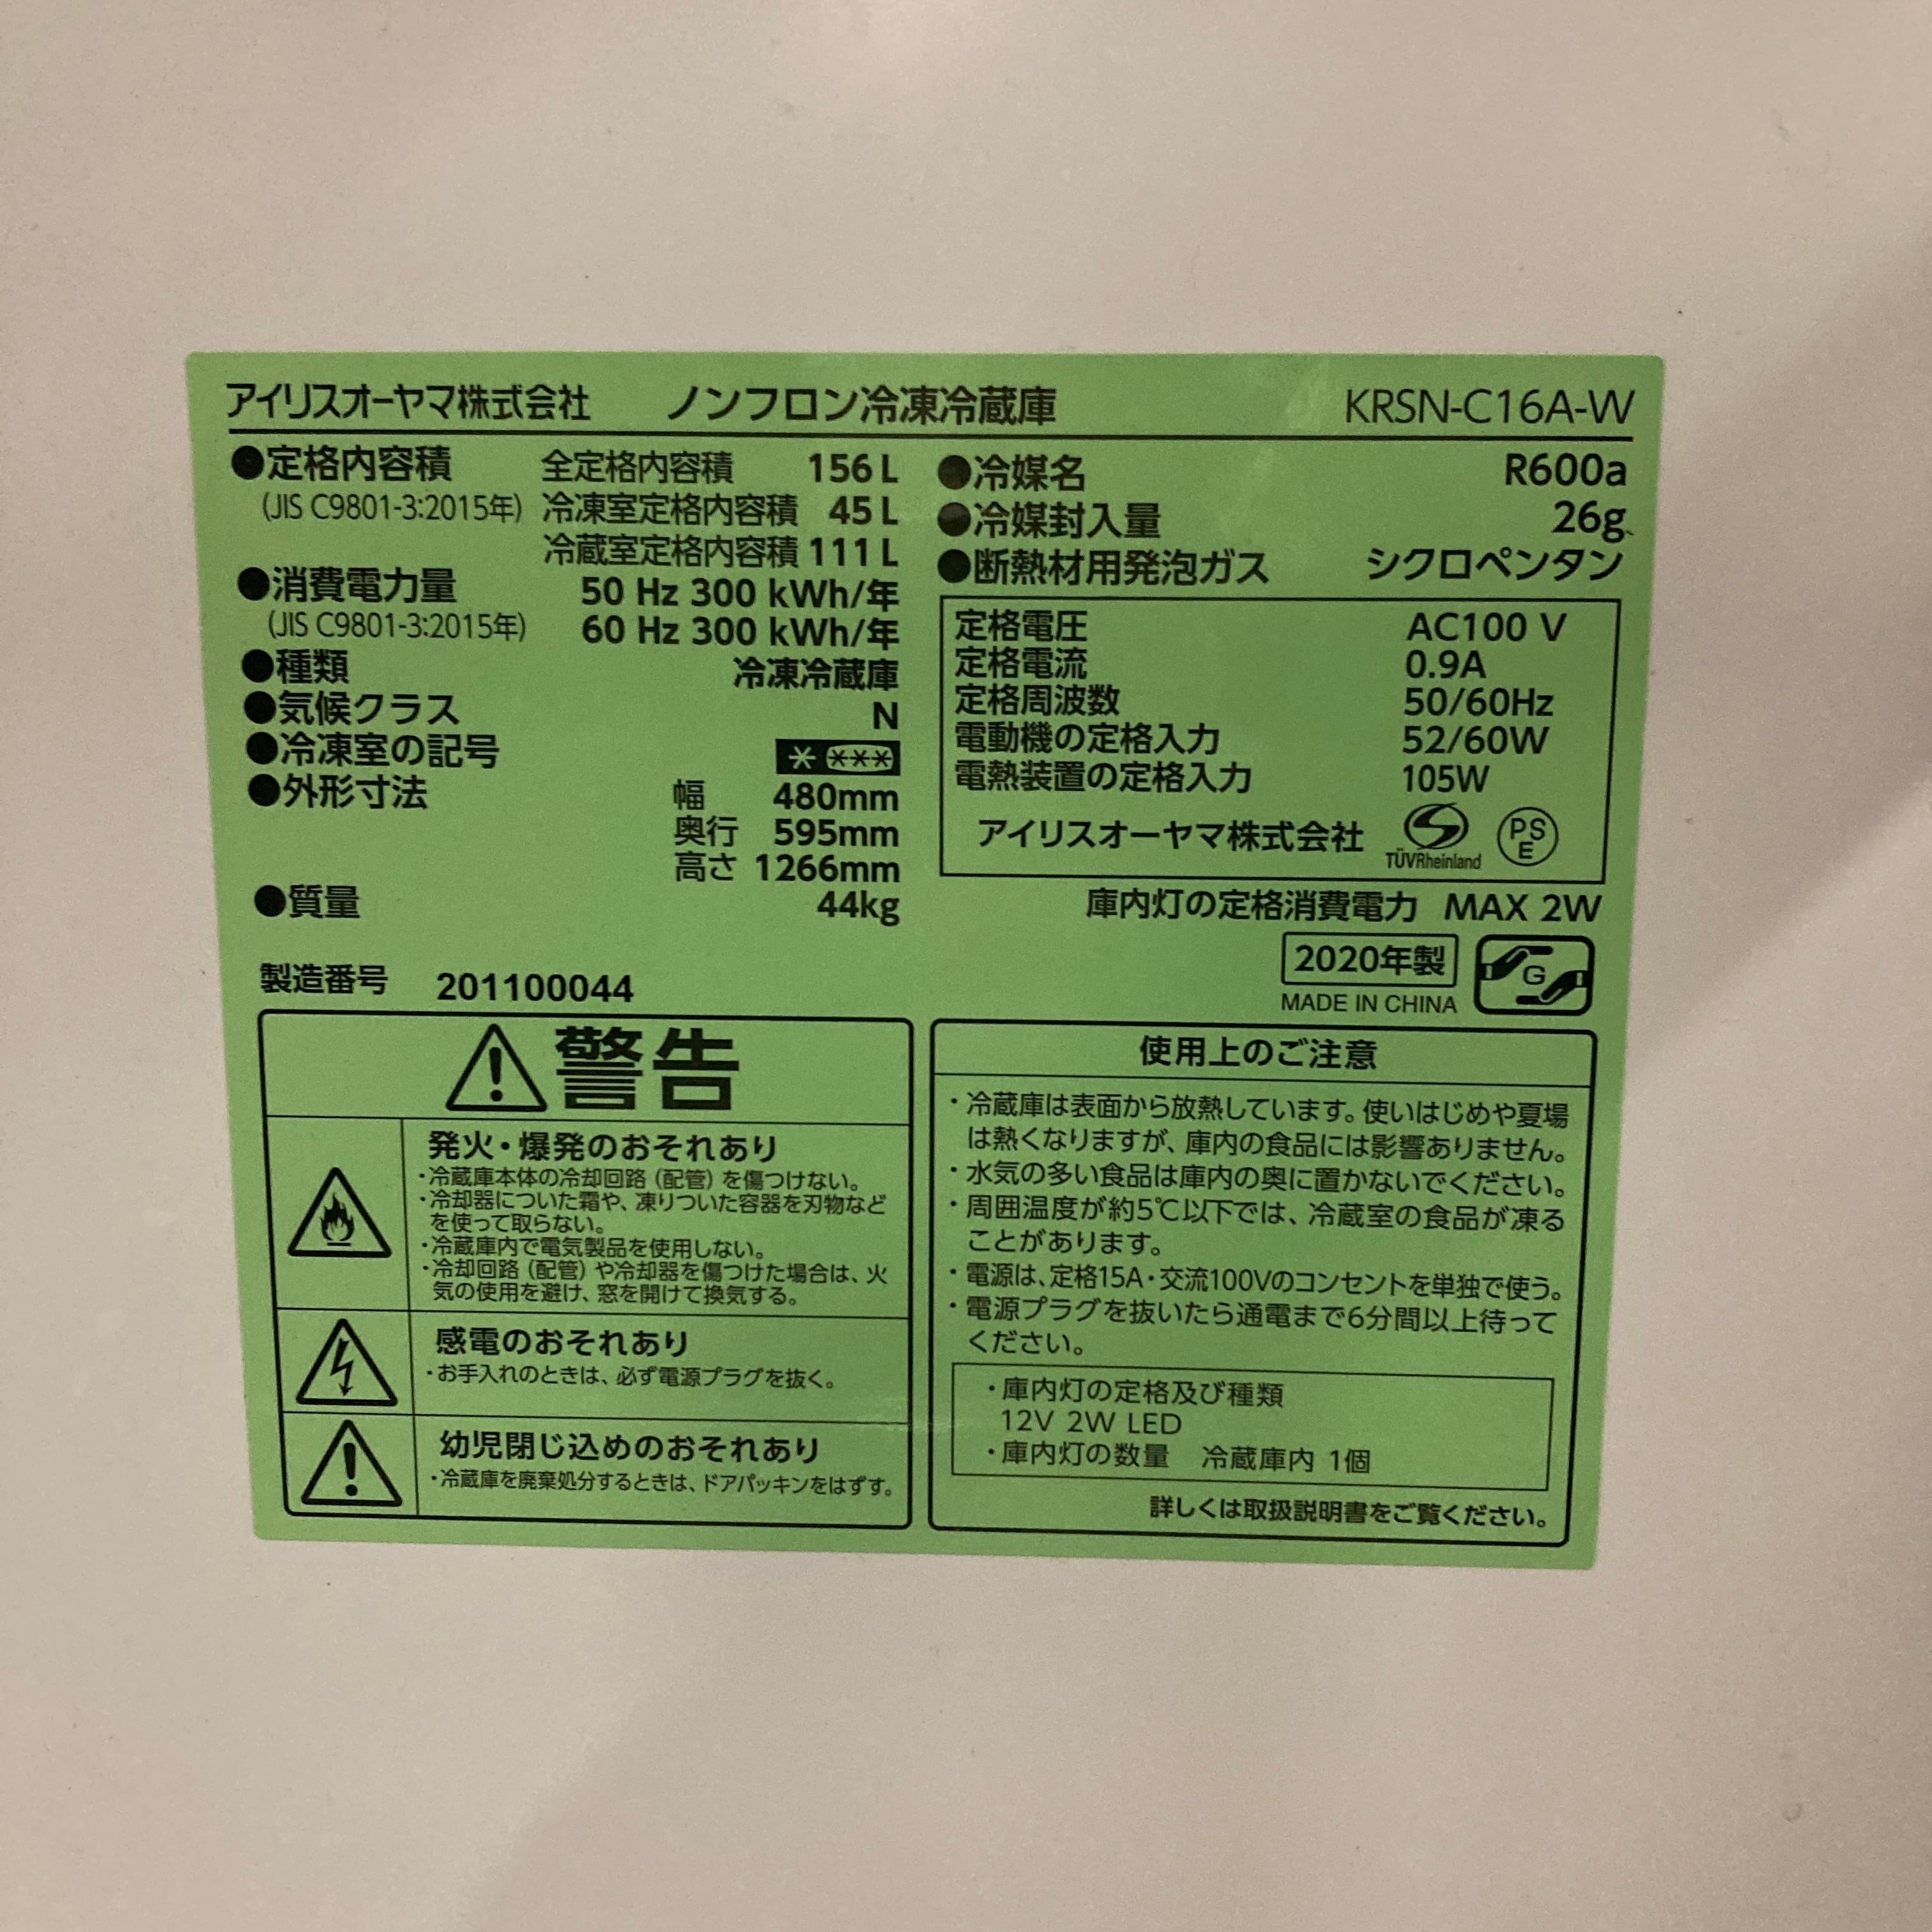 アイリスオーヤマ株式会社 ノンフロン冷凍冷蔵庫 KRSN-C16A-W
●定格内容積 全定格内容積 156 L
(JIS C9801-3:2015年) 冷凍室定格内容積 45 L
冷蔵室定格内容積 111 L
●消費電力量 50 Hz 300 kWh/年
(JIS C9801-3:2015年) 60 Hz 300 kWh/年
●種類 冷凍冷蔵庫
●気候クラス N
●冷凍室の記号 * ***
●外形寸法 幅 480mm
奥行 595mm
高さ 1266mm
●質量 44kg
製造番号 201100044
●冷媒名 R600a
●冷媒封入量 26g
●断熱材用発泡ガス シクロペンタン
定格電圧 AC100 V
定格電流 0.9A
定格周波数 50/60Hz
電動機の定格入力 52/60W
電熱装置の定格入力 105W
アイリスオーヤマ株式会社 TÜVRheinland PS E
庫内灯の定格消費電力 MAX 2W
2020年製
MADE IN CHINA
G
警告
発火・爆発のおそれあり
・冷蔵庫本体の冷却回路（配管）を傷つけない。
・冷却器についた霜や、凍りついた容器を刃物など
を使って取らない。
・冷蔵庫内で電気製品を使用しない。
・冷却回路（配管）や冷却器を傷つけた場合は、火
気の使用を避け、窓を開けて換気する。
感電のおそれあり
・お手入れのときは、必ず電源プラグを抜く。
幼児閉じ込めのおそれあり
・冷蔵庫を廃棄処分するときは、ドアパッキンをはずす。
使用上のご注意
・冷蔵庫は表面から放熱しています。使いはじめや夏場
は熱くなりますが、庫内の食品には影響ありません。
・水気の多い食品は庫内の奥に置かないでください。
・周囲温度が約5℃以下では、冷蔵室の食品が凍る
ことがあります。
・電源は、定格15A・交流100Vのコンセントを単独で使う。
・電源プラグを抜いたら通電まで6分間以上待って
ください。
・庫内灯の定格及び種類
12V 2W LED
・庫内灯の数量 冷蔵庫内 1個
詳しくは取扱説明書をご覧ください。